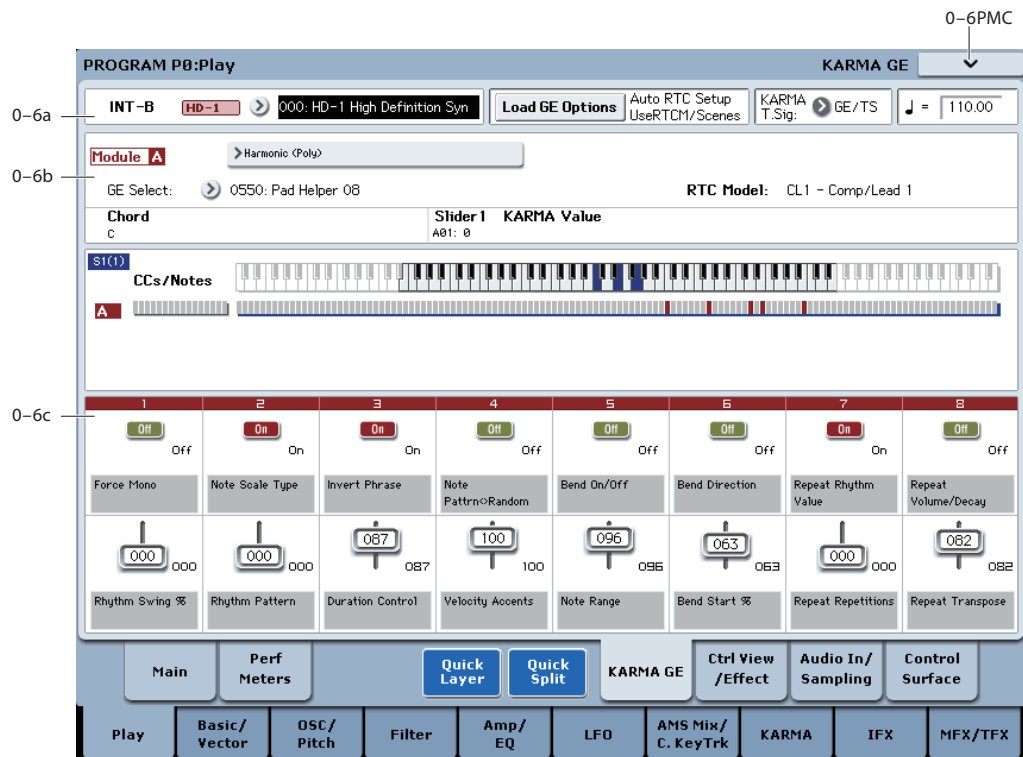 0–6PMC
PROGRAM P0:Play
KARMA GE
0–6a
INT-B
HD-1
000: HD-1 High Definition Syn
Load GE Options
Auto RTC Setup
UseRTCM/Scenes
KARMA
T.Sig:
GE/TS
♩ = 110.00
0–6b
Module A
Harmonic (Poly)
GE Select:
0550: Pad Helper 08
RTC Model: CL1 - Comp/Lead 1
Chord
C
Slider1 KARMA Value
A01: 0
S1(1)
CCs/Notes
A
0–6c
1 2 3 4 5 6 7 8
Off On On Off Off Off On Off
Off On On Off Off Off On Off
Force Mono
Note Scale Type
Invert Phrase
Note
Pattrn<>Random
Bend On/Off
Bend Direction
Repeat Rhythm
Value
Repeat
Volume/Decay
000 000 087 100 096 063 000 082
000 000 087 100 096 063 000 082
Rhythm Swing %
Rhythm Pattern
Duration Control
Velocity Accents
Note Range
Bend Start %
Repeat Repetitions
Repeat Transpose
Main
Perf
Meters
Quick
Layer
Quick
Split
KARMA GE
Ctrl View
/Effect
Audio In/
Sampling
Control
Surface
Play
Basic/
Vector
OSC/
Pitch
Filter
Amp/
EQ
LFO
AMS Mix/
C. KeyTrk
KARMA
IFX
MFX/TFX